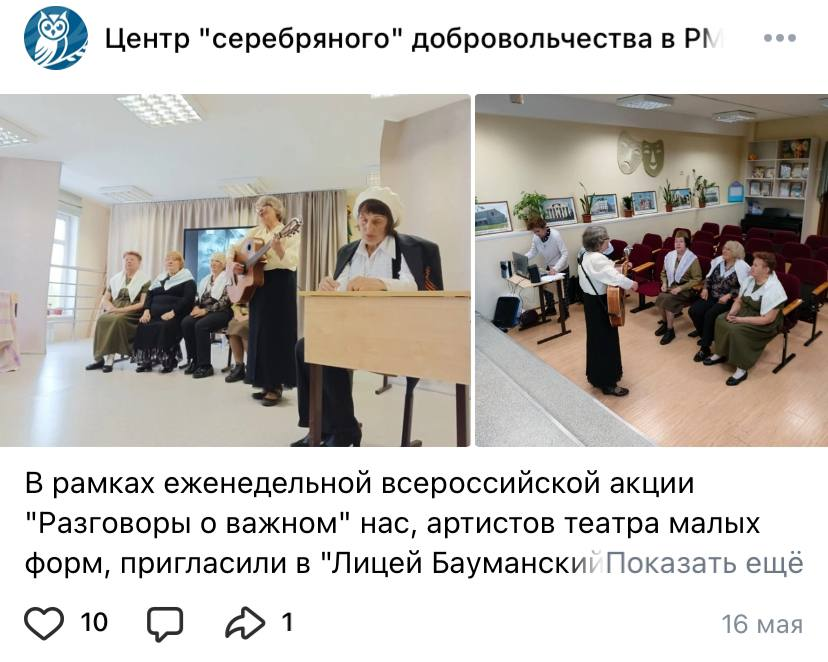 Центр "серебряного" добровольчества в РМ
В рамках еженедельной всероссийской акции
"Разговоры о важном" нас, артистов театра малых
форм, пригласили в "Лицей Бауманский Показать ещё
10
1
16 мая